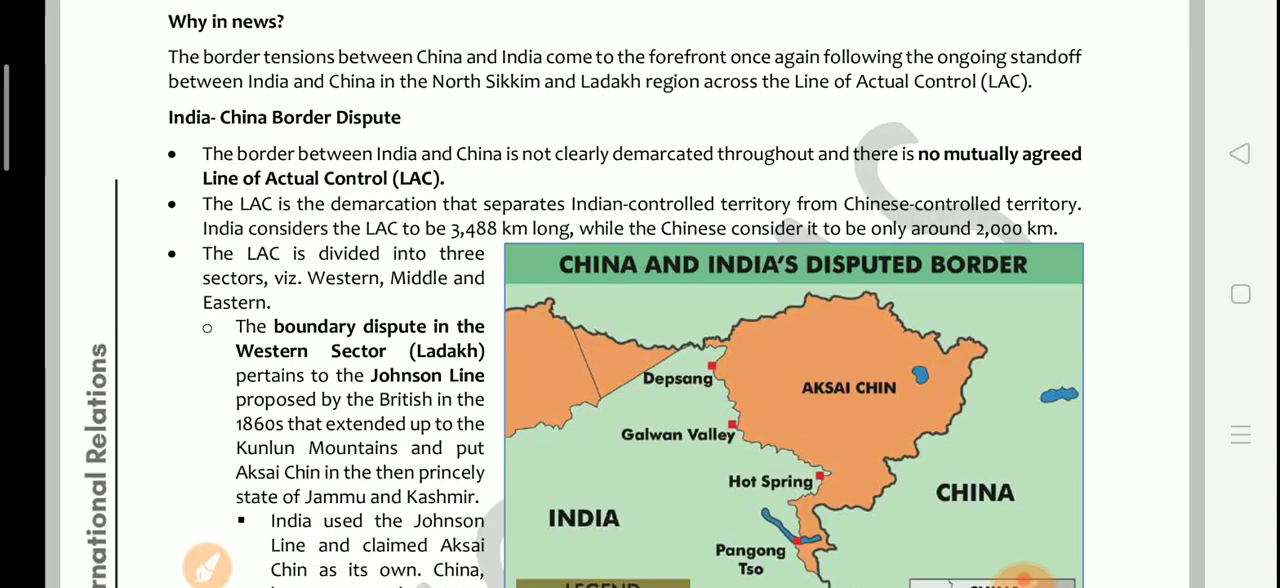 Why in news?
The border tensions between China and India come to the forefront once again following the ongoing standoff
between India and China in the North Sikkim and Ladakh region across the Line of Actual Control (LAC).
India- China Border Dispute
• The border between India and China is not clearly demarcated throughout and there is no mutually agreed
Line of Actual Control (LAC).
• The LAC is the demarcation that separates Indian-controlled territory from Chinese-controlled territory.
India considers the LAC to be 3,488 km long, while the Chinese consider it to be only around 2,000 km.
• The LAC is divided into three
sectors, viz. Western, Middle and
Eastern.
o The boundary dispute in the
Western Sector (Ladakh)
pertains to the Johnson Line
proposed by the British in the
1860s that extended up to the
Kunlun Mountains and put
Aksai Chin in the then princely
state of Jammu and Kashmir.
▪ India used the Johnson
Line and claimed Aksai
Chin as its own. China,
CHINA AND INDIA'S DISPUTED BORDER
Depsang
AKSAI CHIN
Galwan Valley
Hot Spring
CHINA
INDIA
Pangong
Tso
LEGEND
rnational Relations